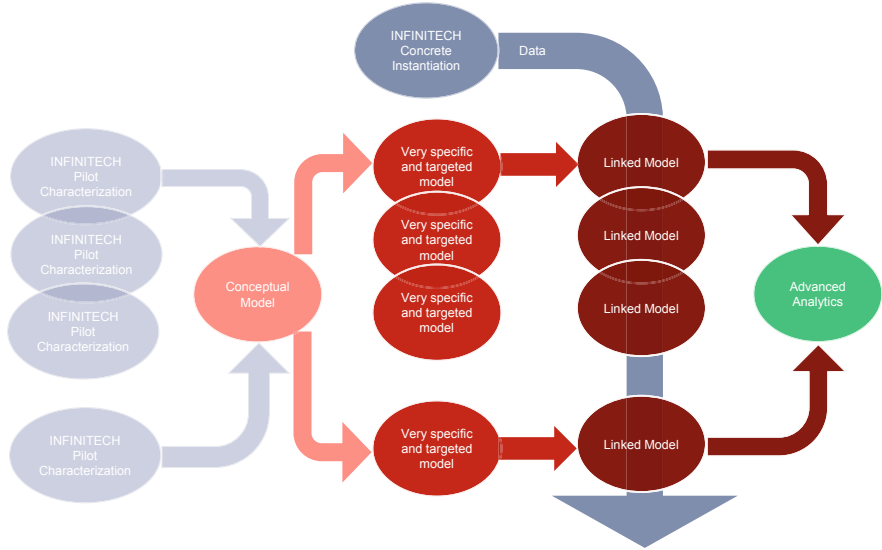 INFINITECH
Concrete
Instantiation
Data
INFINITECH
Pilot
Characterization
INFINITECH
Pilot
Characterization
INFINITECH
Pilot
Characterization
INFINITECH
Pilot
Characterization
Conceptual
Model
Very specific
and targeted
model
Very specific
and targeted
model
Very specific
and targeted
model
Very specific
and targeted
model
Linked Model
Linked Model
Linked Model
Linked Model
Advanced
Analytics